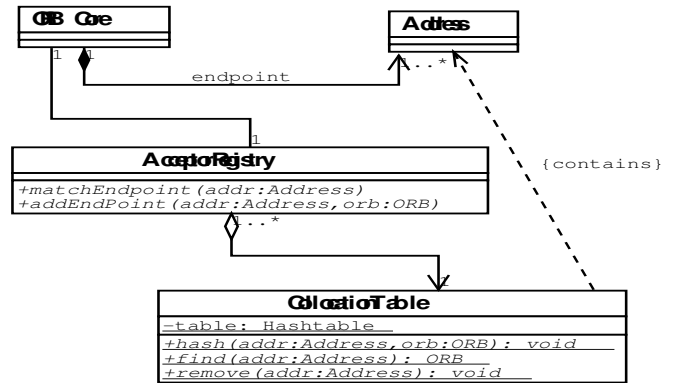 ORB Core
Address
1 1
1..*
endpoint
1
AcceptorRegistry
+matchEndpoint(addr:Address)
+addEndPoint(addr:Address,orb:ORB)
{contains}
1..*
1
CollocationTable
-table: Hashtable
+hash(addr:Address,orb:ORB): void
+find(addr:Address): ORB
+remove(addr:Address): void